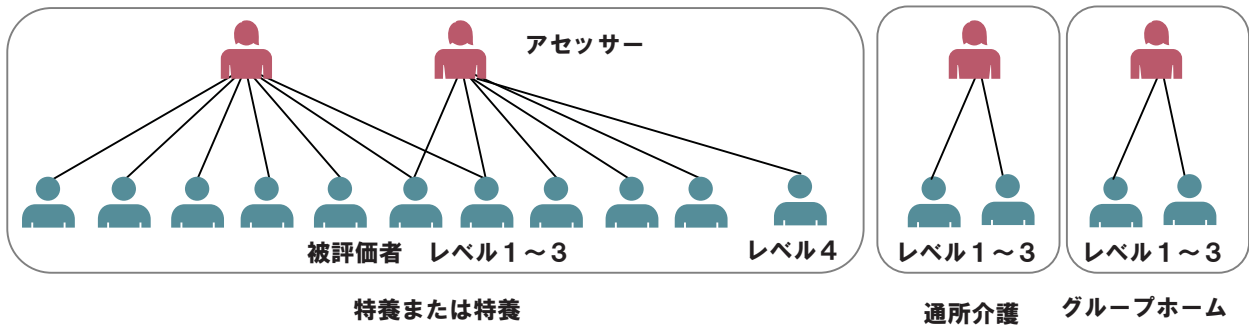 アセッサー
被評価者 レベル１～３
レベル４
レベル１～３
レベル１～３
特養または特養
通所介護
グループホーム